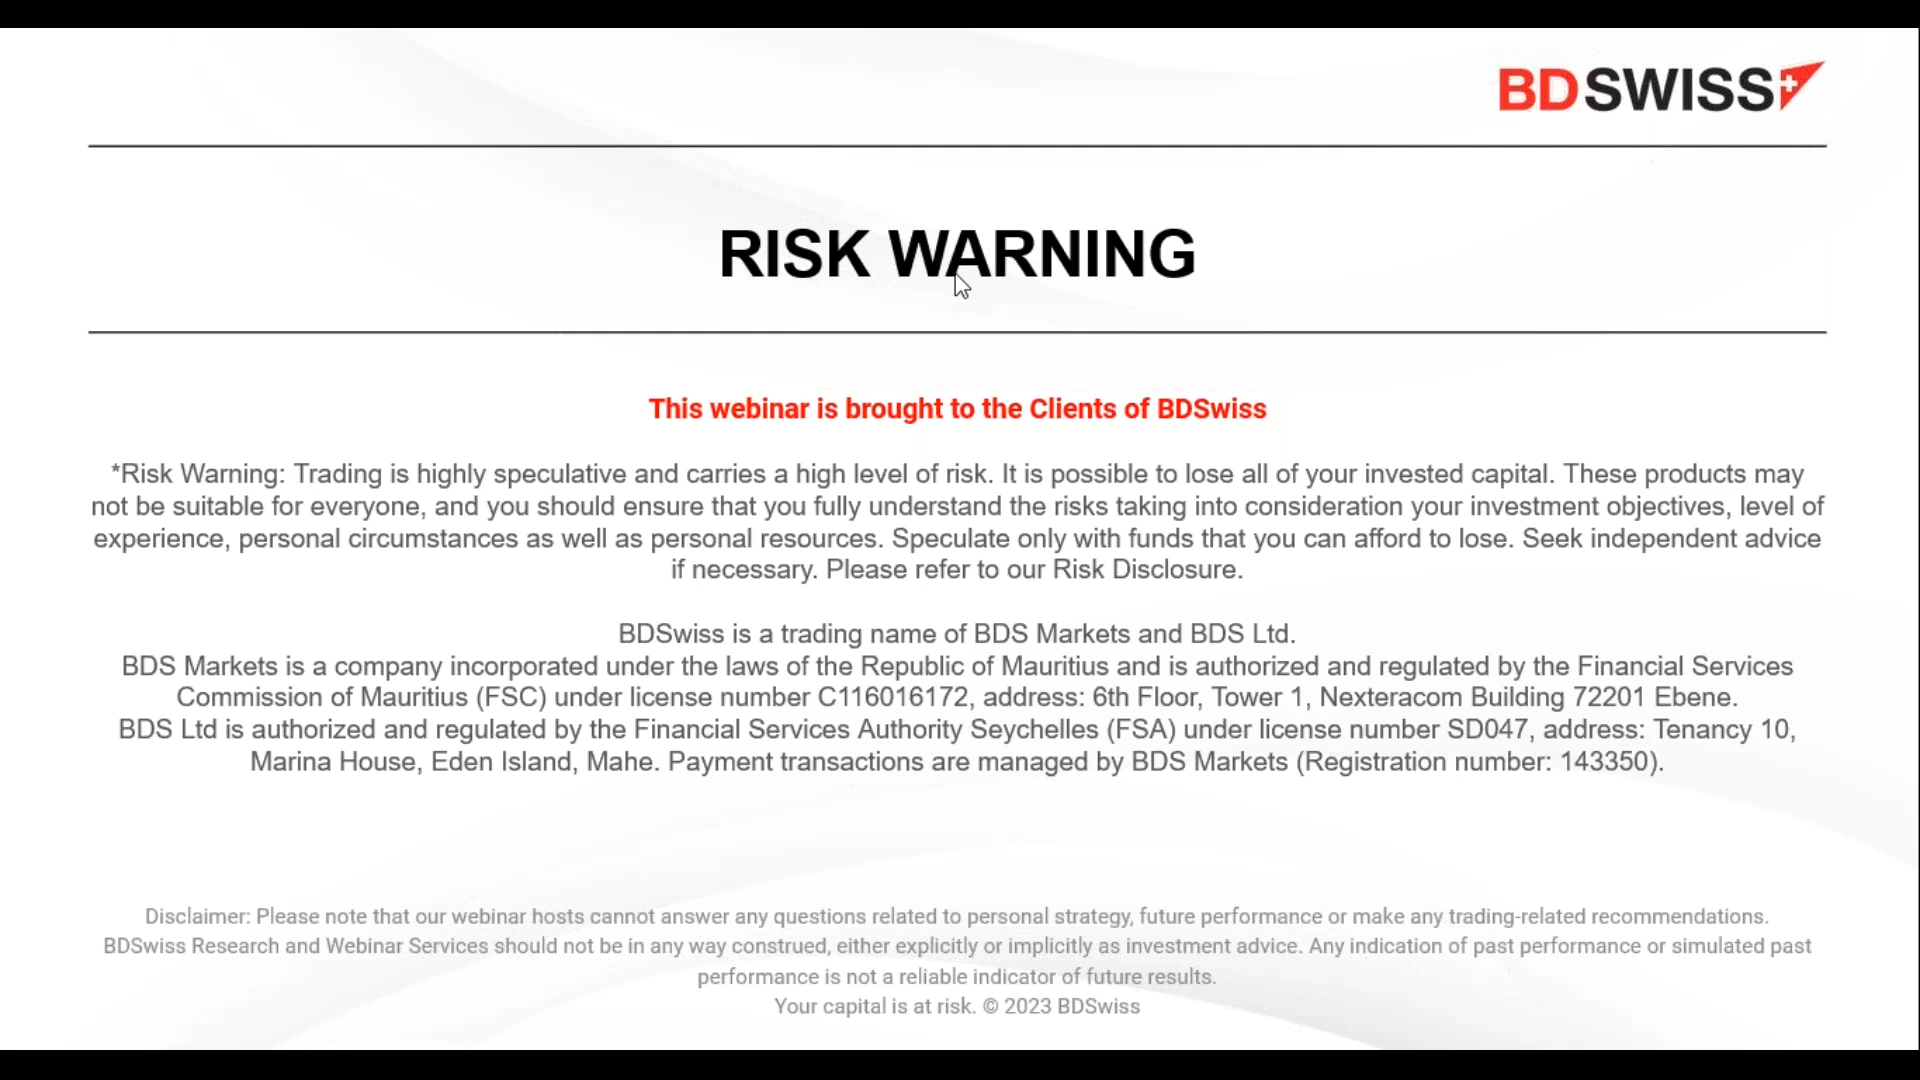 BDSWISS
RISK WARNING
This webinar is brought to the Clients of BDSwiss
*Risk Warning: Trading is highly speculative and carries a high level of risk. It is possible to lose all of your invested capital. These products may
not be suitable for everyone, and you should ensure that you fully understand the risks taking into consideration your investment objectives, level of
experience, personal circumstances as well as personal resources. Speculate only with funds that you can afford to lose. Seek independent advice
if necessary. Please refer to our Risk Disclosure.
BDSwiss is a trading name of BDS Markets and BDS Ltd.
BDS Markets is a company incorporated under the laws of the Republic of Mauritius and is authorized and regulated by the Financial Services
Commission of Mauritius (FSC) under license number C116016172, address: 6th Floor, Tower 1, Nexteracom Building 72201 Ebene.
BDS Ltd is authorized and regulated by the Financial Services Authority Seychelles (FSA) under license number SD047, address: Tenancy 10,
Marina House, Eden Island, Mahe. Payment transactions are managed by BDS Markets (Registration number: 143350).
Disclaimer: Please note that our webinar hosts cannot answer any questions related to personal strategy, future performance or make any trading-related recommendations.
BDSwiss Research and Webinar Services should not be in any way construed, either explicitly or implicitly as investment advice. Any indication of past performance or simulated past
performance is not a reliable indicator of future results.
Your capital is at risk. © 2023 BDSwiss